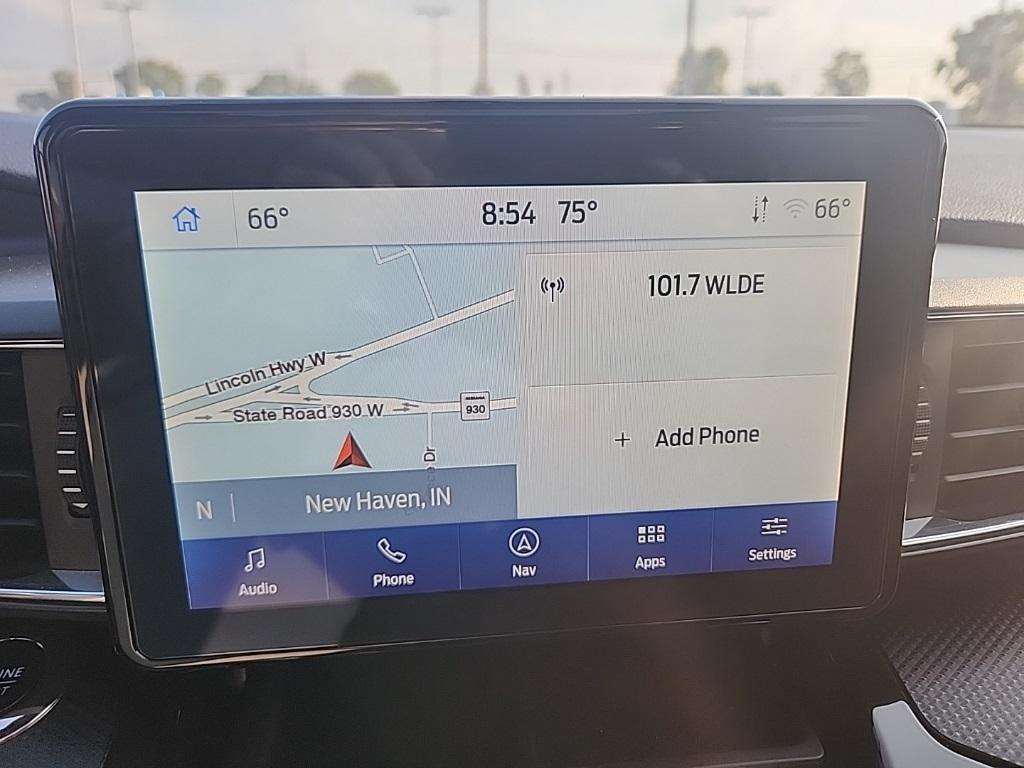 66° 8:54 75° 66°
101.7 WLDE
Lincoln Hwy W
State Road 930 W
930
+ Add Phone
Dr
N New Haven, IN
Audio Phone Nav Apps Settings